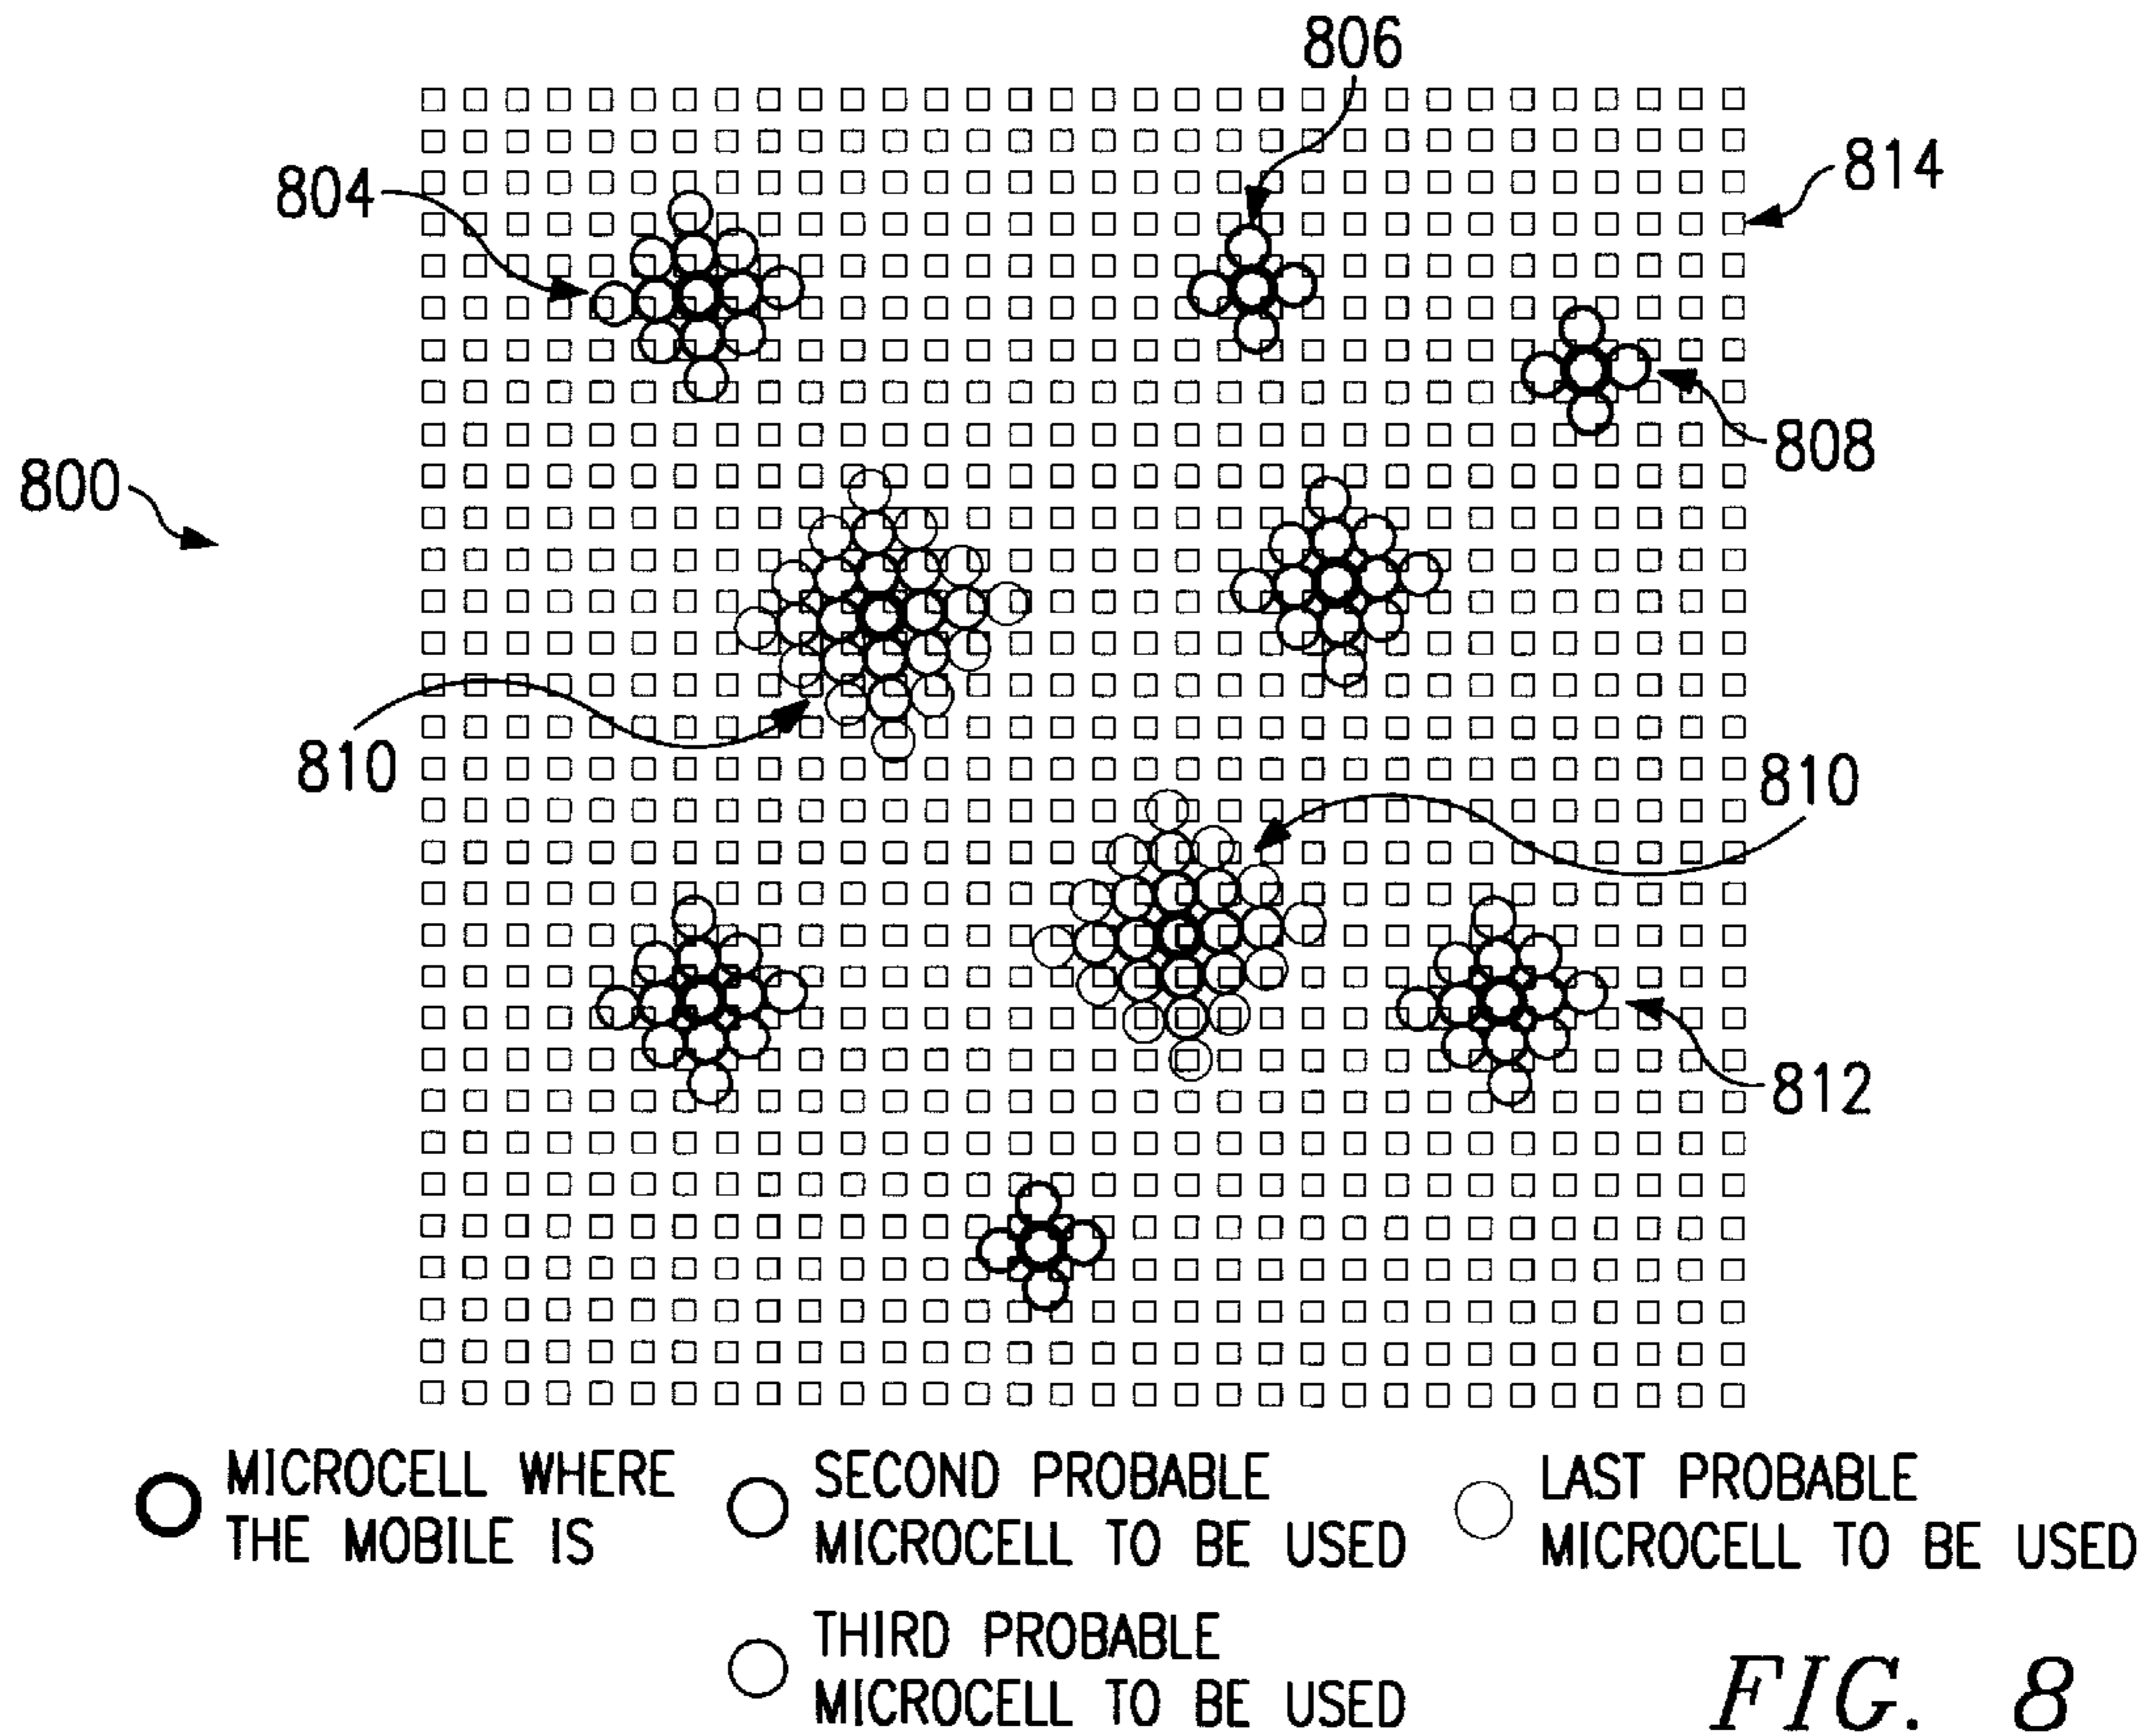 806
814
804
808
800
810
810
812
MICROCELL WHERE
THE MOBILE IS
SECOND PROBABLE
MICROCELL TO BE USED
LAST PROBABLE
MICROCELL TO BE USED
THIRD PROBABLE
MICROCELL TO BE USED
FIG. 8